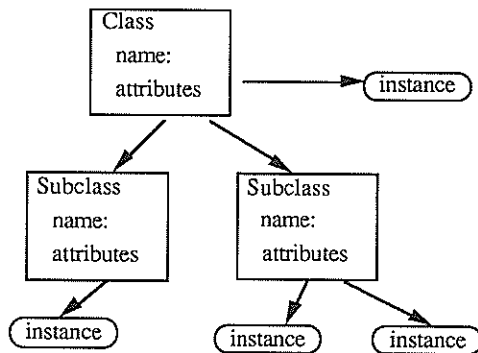 Class
name:
attributes
instance
Subclass
name:
attributes
Subclass
name:
attributes
instance
instance
instance